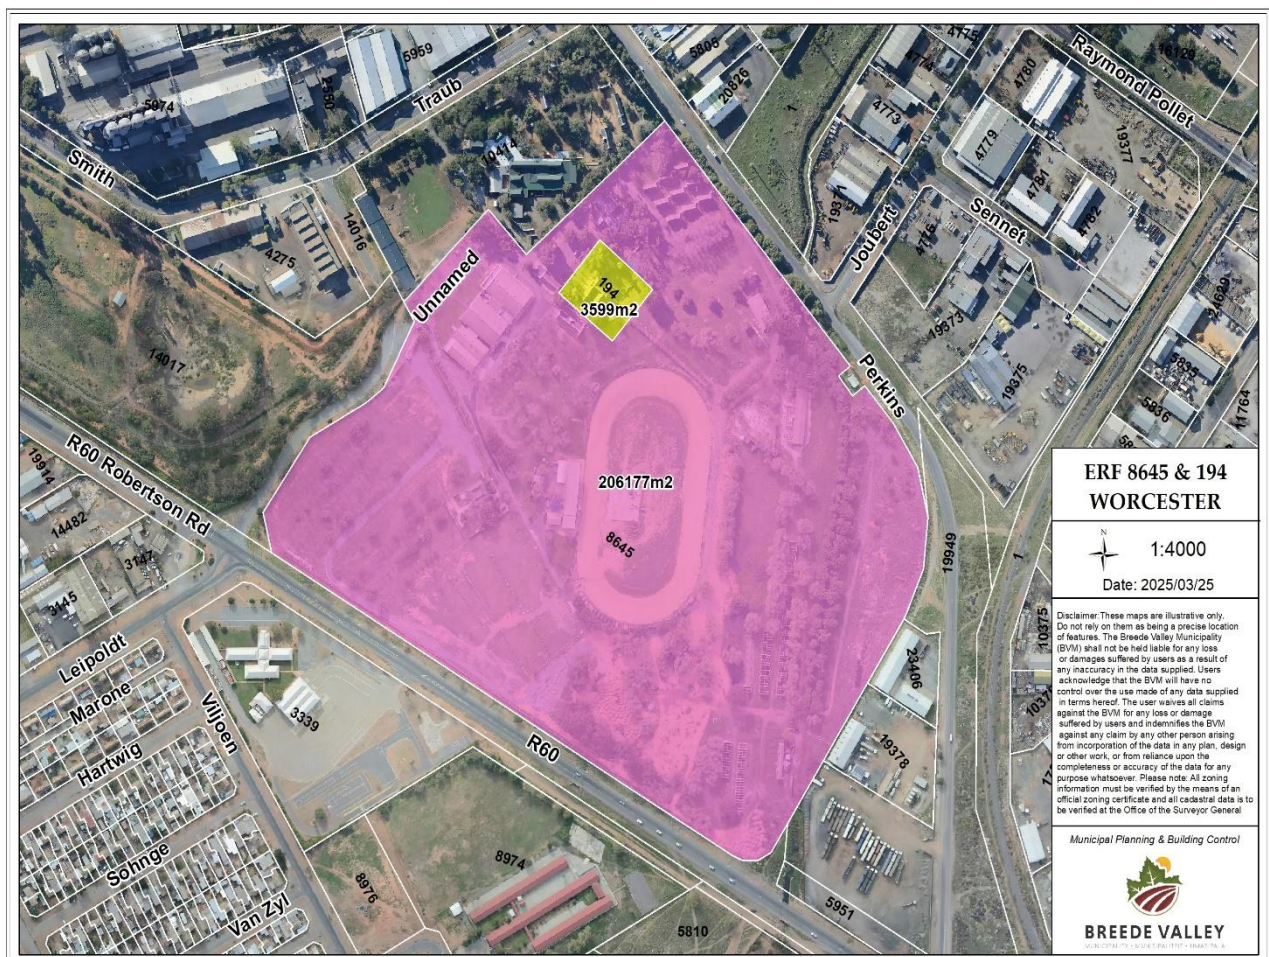 5959
4775
Raymond Pollet
16129
5806
4774
4780
5974
2550
Traub
20826
1
4773
4779
19377
Smith
10414
4781
4782
14016
Joubert
4776
Sennet
4275
Unnamed
194
3599m2
24699
19373
14017
Perkins
19375
5835
5836
11764
R60 Robertson Rd
19914
14482
3147
3145
206177m2
8645
19949
1
10375
Leipoldt
Marone
Viljoen
3339
R60
23406
19378
Hartwig
Sohnge
Van Zyl
8976
8974
5810
5951
ERF 8645 & 194
WORCESTER
N
1:4000
Date: 2025/03/25
Disclaimer: These maps are illustrative only.
Do not rely on them as being a precise location
of features. The Breede Valley Municipality
(BVM) shall not be held liable for any loss
or damages suffered by users as a result of
any inaccuracy in the data supplied. Users
acknowledge that the BVM will have no
control over the use made of any data supplied
in terms hereof. The user waives all claims
against the BVM for any loss or damage
suffered by users and indemnifies the BVM
against any claim by any other person arising
from incorporation of the data in any plan, design
or other work, or from reliance upon the
completeness or accuracy of the data for any
purpose whatsoever. Please note: All zoning
information must be verified by the means of an
official zoning certificate and all cadastral data is to
be verified at the Office of the Surveyor General
Municipal Planning & Building Control
BREEDE VALLEY
MUNICIPALITY • MUNISIPALITEIT • UMASIPALA